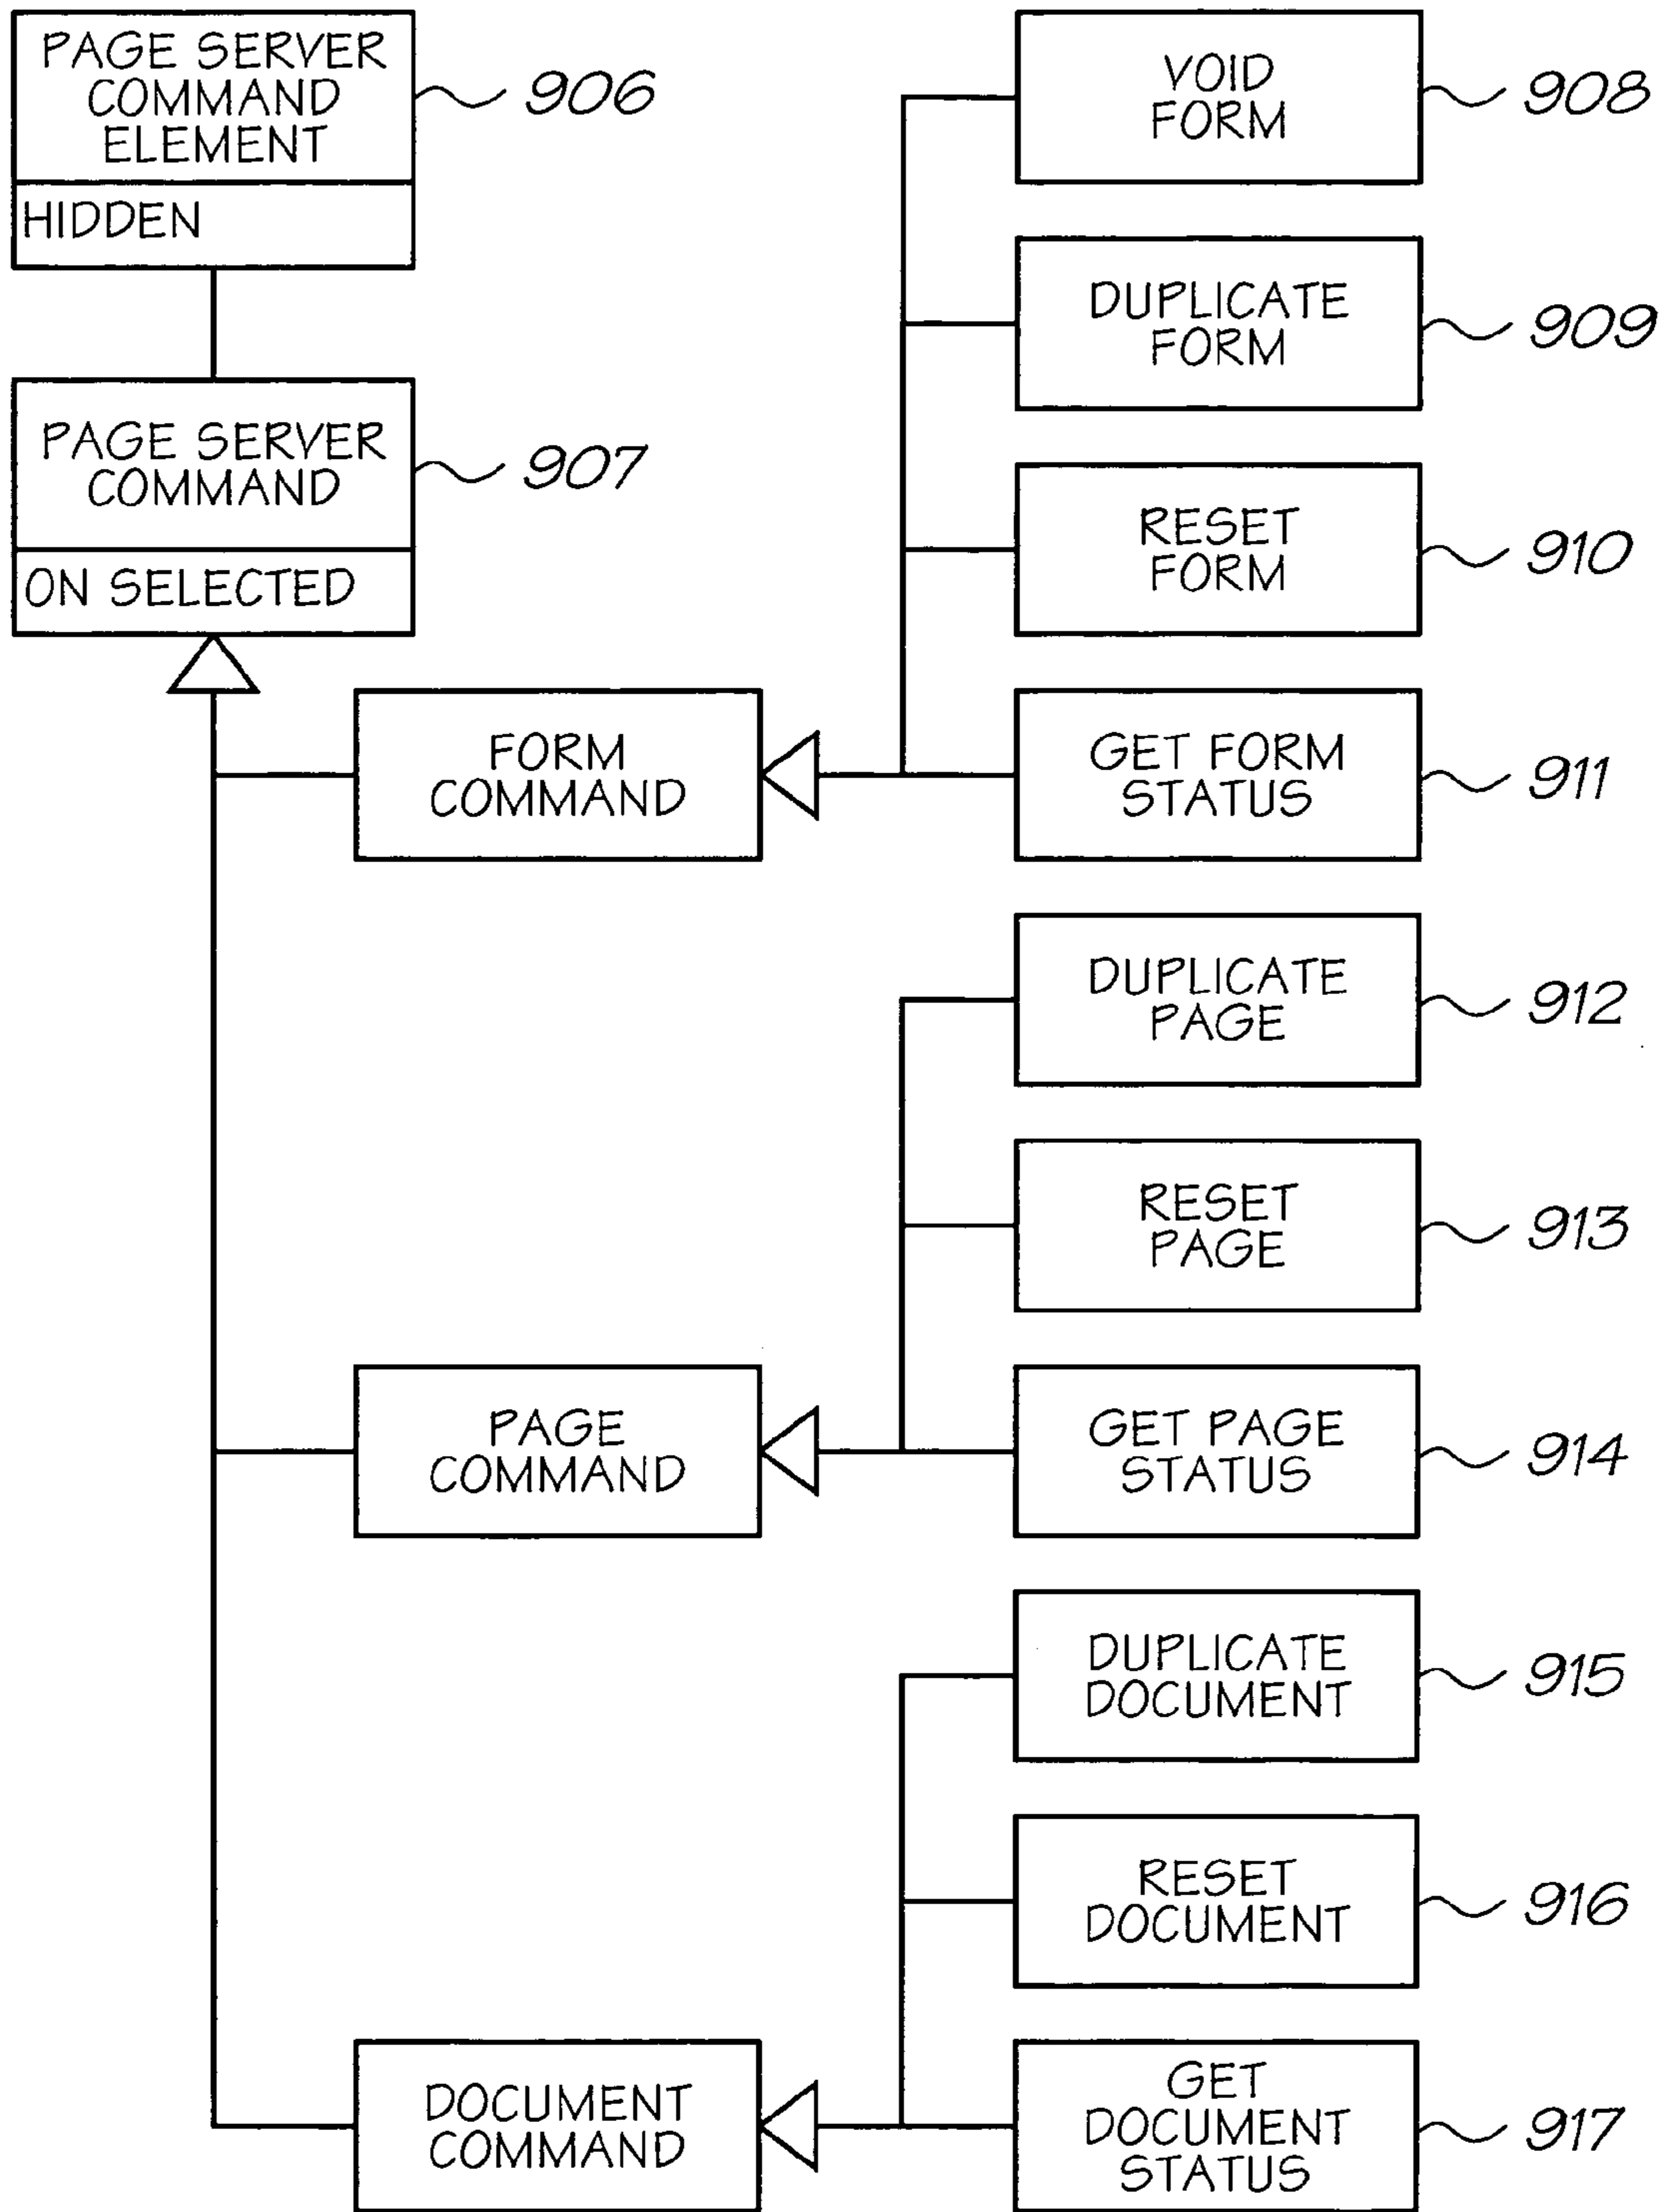 PAGE SERVER
COMMAND
ELEMENT
906
HIDDEN
PAGE SERVER
COMMAND
907
ON SELECTED
FORM
COMMAND
VOID
FORM
908
DUPLICATE
FORM
909
RESET
FORM
910
GET FORM
STATUS
911
PAGE
COMMAND
DUPLICATE
PAGE
912
RESET
PAGE
913
GET PAGE
STATUS
914
DOCUMENT
COMMAND
DUPLICATE
DOCUMENT
915
RESET
DOCUMENT
916
GET
DOCUMENT
STATUS
917